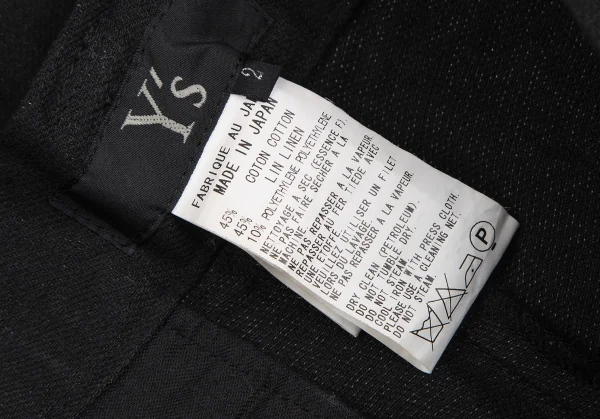 Y's
2
FABRIQUE AU JAPAN
MADE IN JAPAN
45% COTON COTTON
45% LIN LINEN
10% POLYETHYLENE POLYETHYLENE
NETTOYAGE A SEC (ESSENCE F).
NE PAS FAIRE SECHER A LA
MACHINE.
NE PAS REPASSER A LA VAPEUR.
REPASSER AU FER TIEDE AVEC
UNE ETOFFE.
VEUILLEZ UTILISER UN FILET
LORS DU LAVAGE.
NE PAS REPASSER A LA VAPEUR.
DRY CLEAN (PETROLEUM).
DO NOT TUMBLE DRY.
DO NOT STEAM.
COOL IRON WITH PRESS CLOTH.
PLEASE USE A CLEANING NET.
DO NOT STEAM.
P